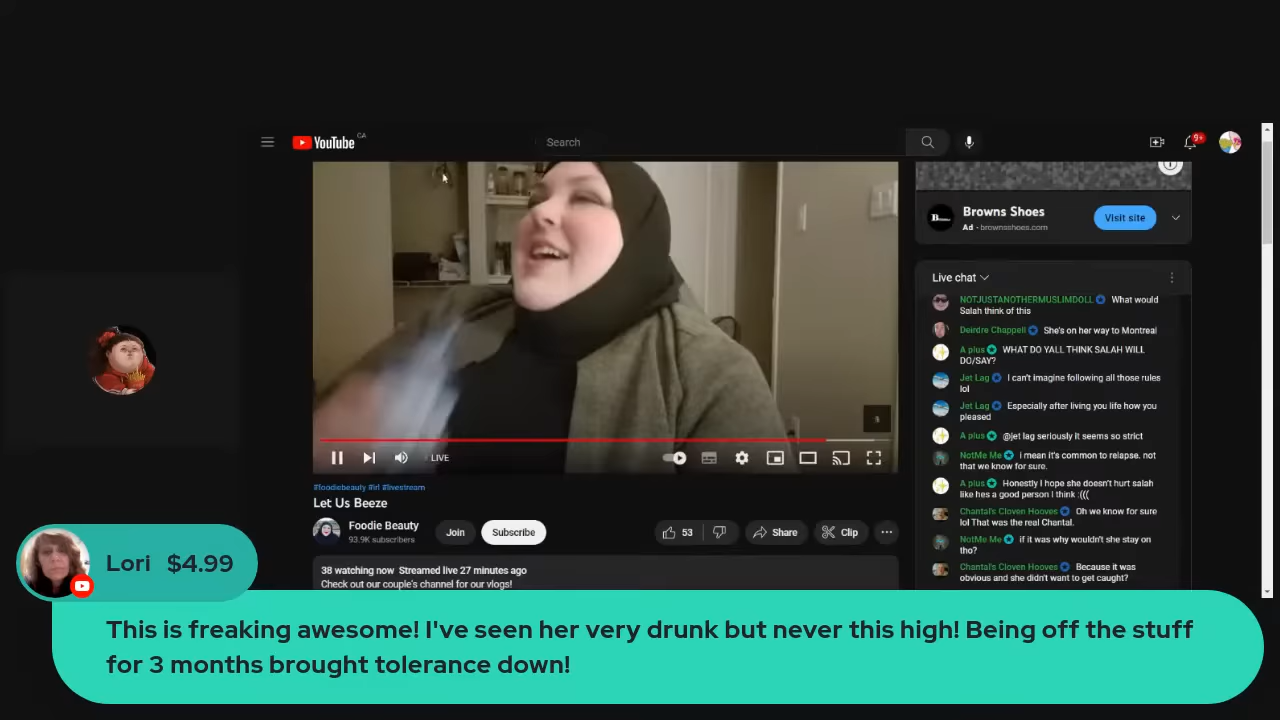 YouTube CA
Search
9+
Browns Shoes
Ad · brownsshoes.com
Visit site
LIVE
Live chat
NOTJUSTANOTHERMUSLIMDOLL What would
Salah think of this
Deirdre Chappell She's on her way to Montreal
A plus WHAT DO YALL THINK SALAH WILL
DO/SAY?
Jet Lag I can't imagine following all those rules
lol
Jet Lag Especially after living you life how you
pleased
A plus @jet lag seriously it seems so strict
NotMe Me I mean it's common to relapse. not
that we know for sure.
A plus Honestly I hope she doesn't hurt salah
like hes a good person I think :(((
Chantal's Cloven Hooves Oh we know for sure
lol That was the real Chantal.
NotMe Me if it was why wouldn't she stay on
tho?
Chantal's Cloven Hooves Because it was
obvious and she didn't want to get caught?
#foodiebeauty #irl #livestream
Let Us Beeze
Foodie Beauty
93.9K subscribers
Join
Subscribe
53
Share
Clip
38 watching now Streamed live 27 minutes ago
Check out our couple's channel for our vlogs!
Lori $4.99
This is freaking awesome! I've seen her very drunk but never this high! Being off the stuff
for 3 months brought tolerance down!